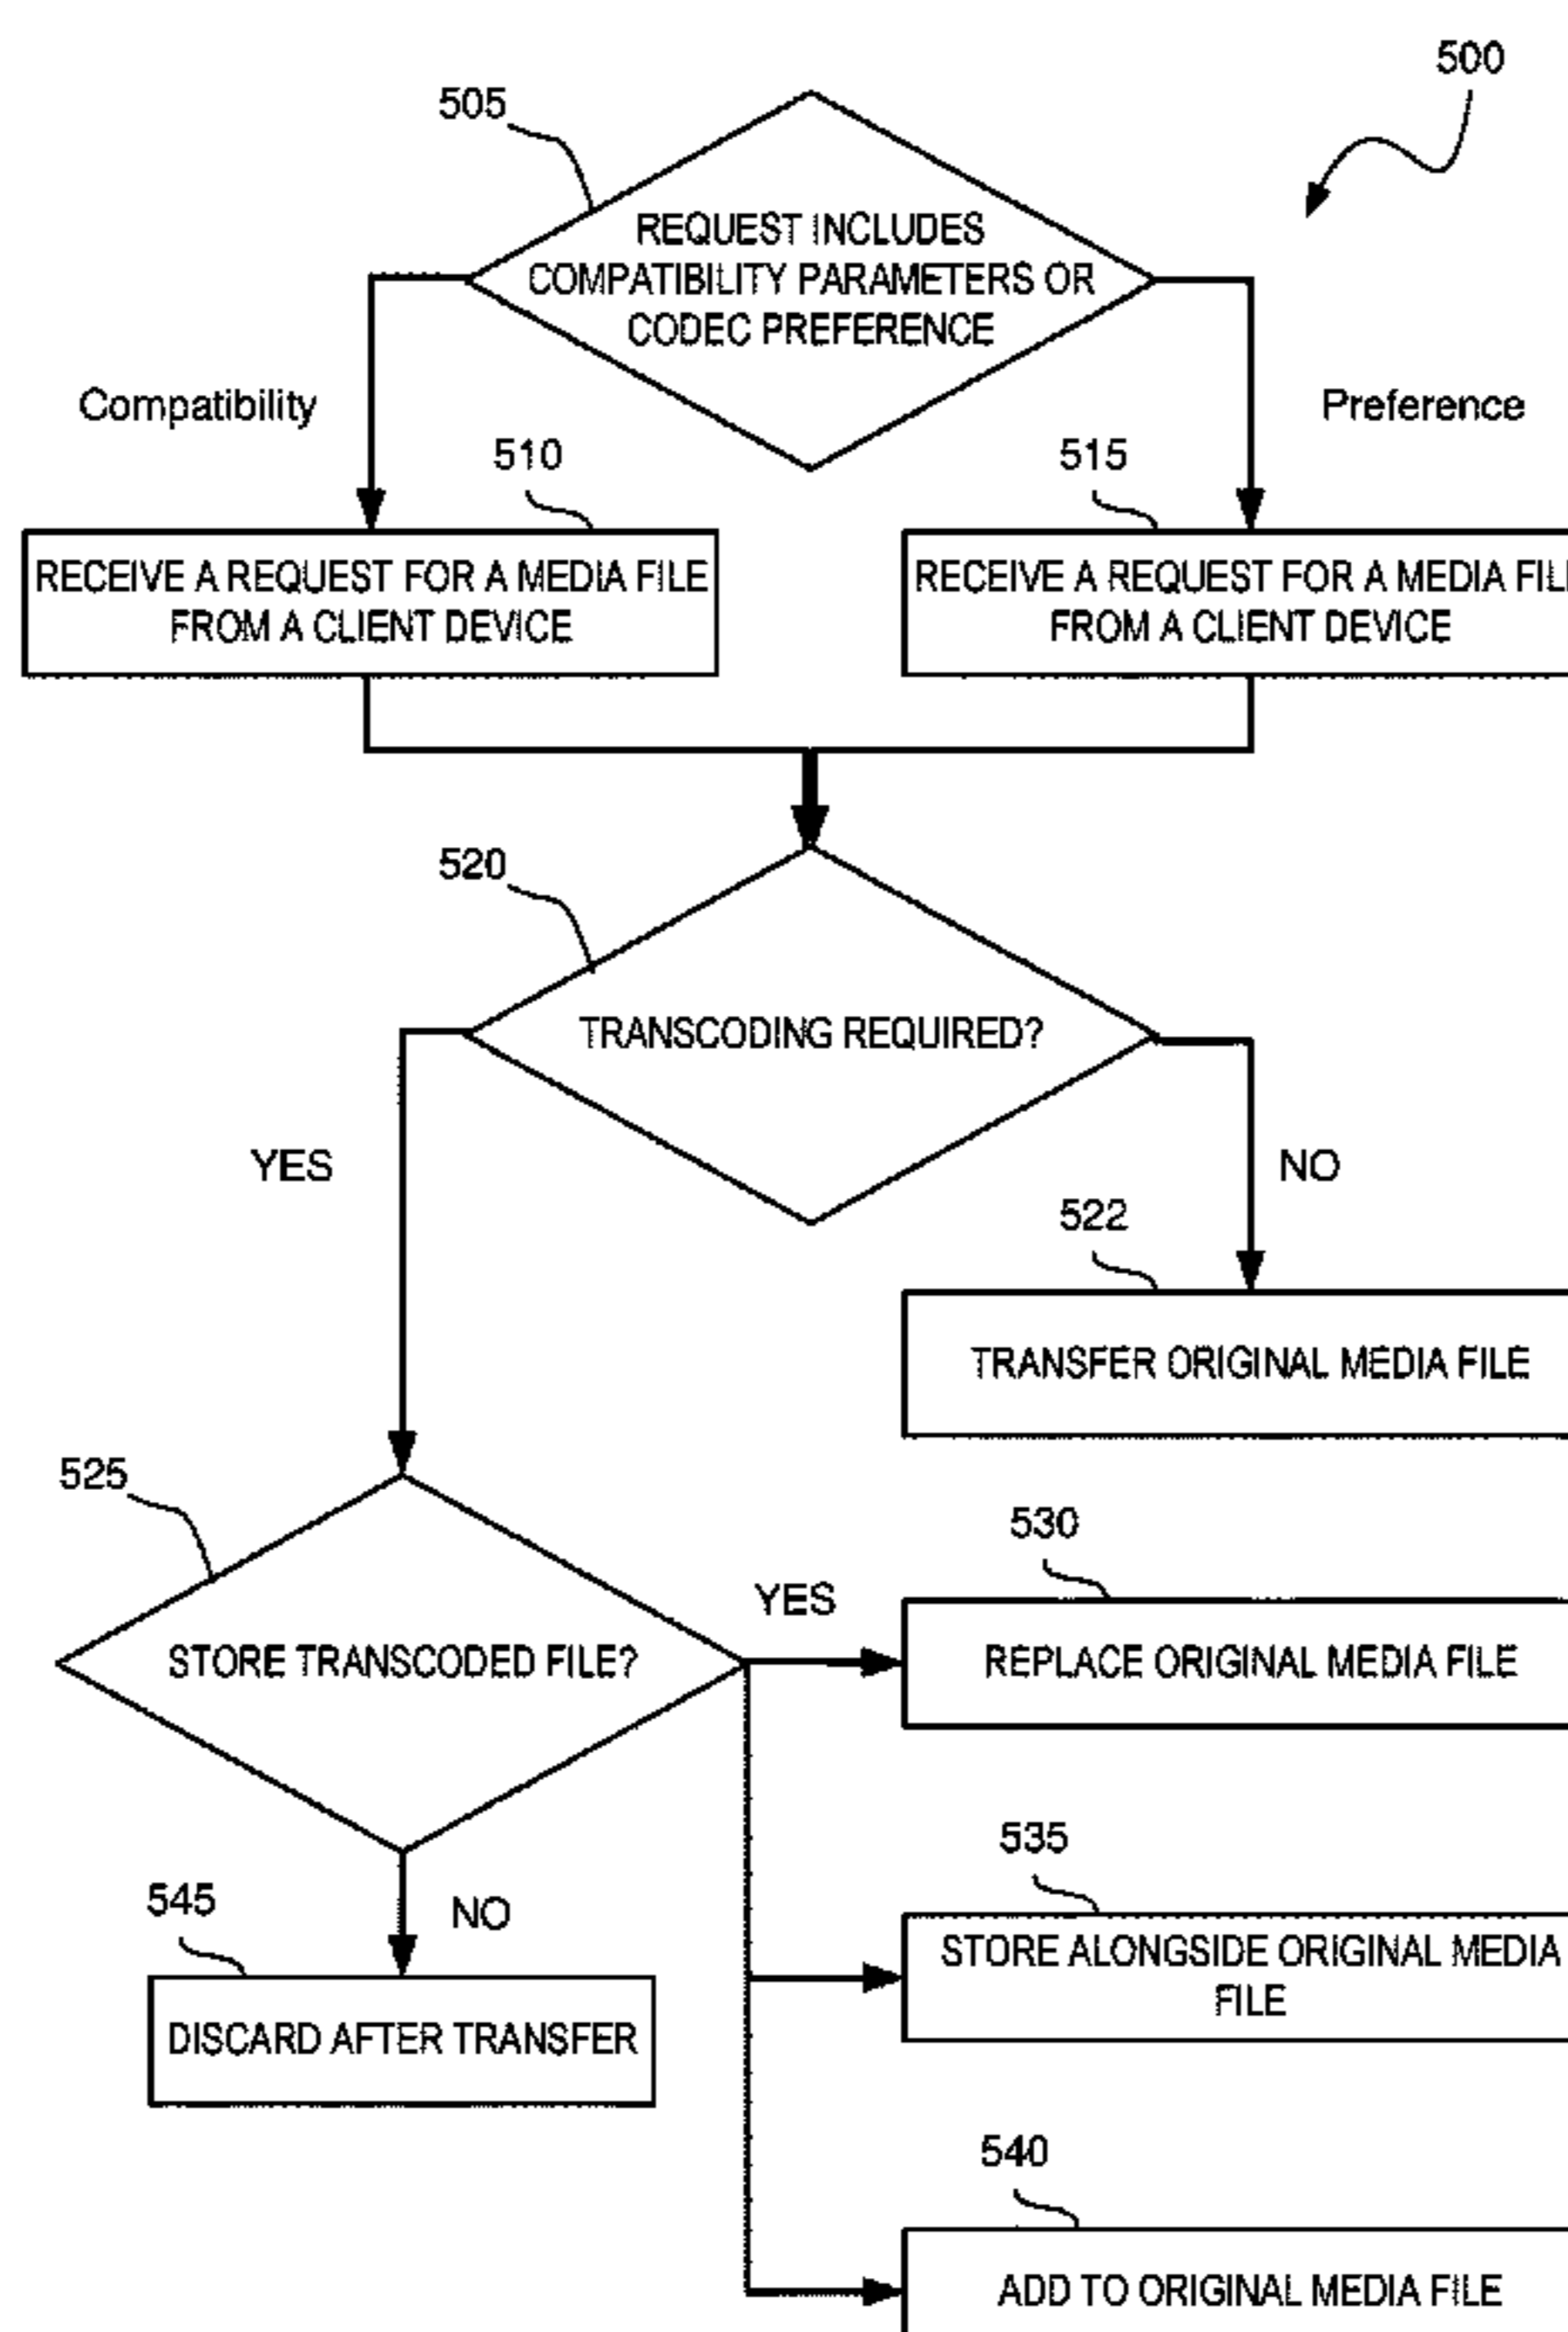 500
505
REQUEST INCLUDES
COMPATIBILITY PARAMETERS OR
CODEC PREFERENCE
Compatibility
Preference
510
515
RECEIVE A REQUEST FOR A MEDIA FILE
FROM A CLIENT DEVICE
RECEIVE A REQUEST FOR A MEDIA FIL
FROM A CLIENT DEVICE
520
TRANSCODING REQUIRED?
YES
NO
522
TRANSFER ORIGINAL MEDIA FILE
525
STORE TRANSCODED FILE?
YES
530
REPLACE ORIGINAL MEDIA FILE
535
STORE ALONGSIDE ORIGINAL MEDIA
FILE
545
NO
DISCARD AFTER TRANSFER
540
ADD TO ORIGINAL MEDIA FILE